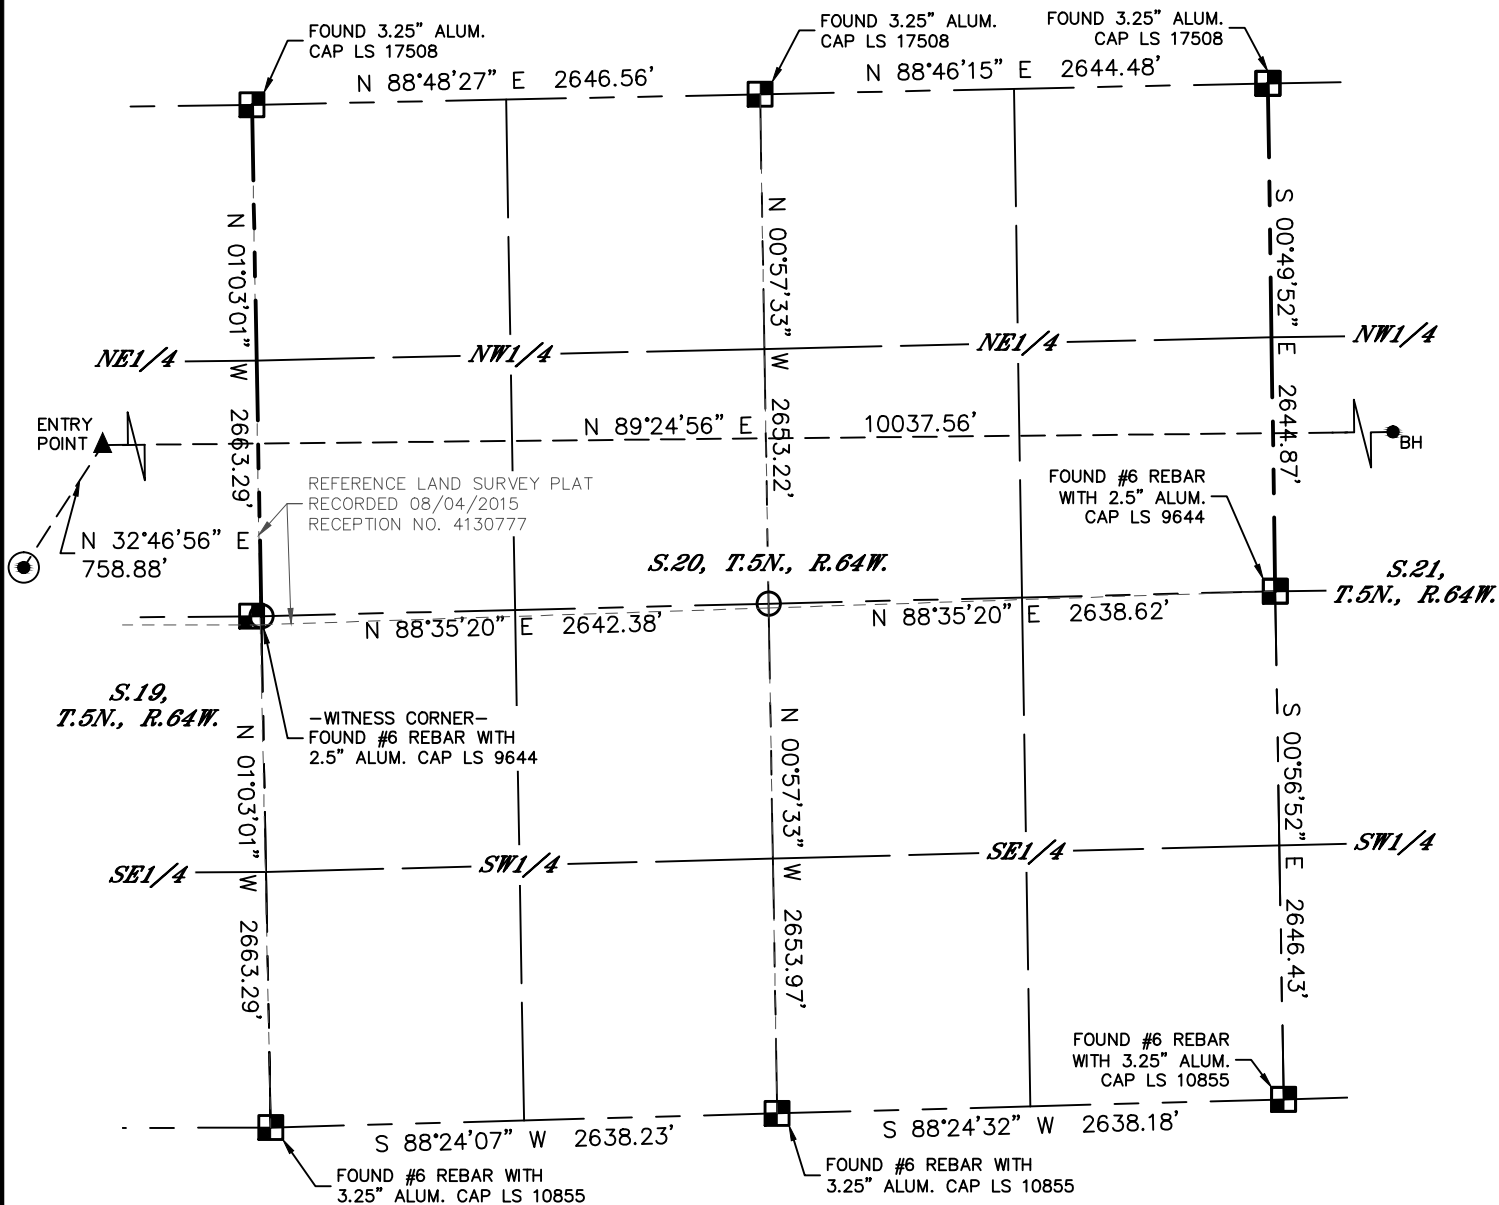 FOUND 3.25" ALUM.
CAP LS 17508
FOUND 3.25" ALUM.
CAP LS 17508
FOUND 3.25" ALUM.
CAP LS 17508
N 88°48'27" E 2646.56'
N 88°46'15" E 2644.48'
N 01°03'01" W 2663.29'
N 00°57'33" W 2653.22'
S 00°49'52" E 2644.87'
NE1/4
NW1/4
NE1/4
NW1/4
ENTRY
POINT
N 89°24'56" E 10037.56'
BH
REFERENCE LAND SURVEY PLAT
RECORDED 08/04/2015
RECEPTION NO. 4130777
FOUND #6 REBAR
WITH 2.5" ALUM.
CAP LS 9644
N 32°46'56" E
758.88'
S.20, T.5N., R.64W.
S.21,
T.5N., R.64W.
N 88°35'20" E 2642.38'
N 88°35'20" E 2638.62'
S.19,
T.5N., R.64W.
-WITNESS CORNER-
FOUND #6 REBAR WITH
2.5" ALUM. CAP LS 9644
N 01°03'01" W 2663.29'
N 00°57'33" W 2653.97'
S 00°56'52" E 2646.43'
SE1/4
SW1/4
SE1/4
SW1/4
FOUND #6 REBAR
WITH 3.25" ALUM.
CAP LS 10855
S 88°24'07" W 2638.23'
S 88°24'32" W 2638.18'
FOUND #6 REBAR WITH
3.25" ALUM. CAP LS 10855
FOUND #6 REBAR WITH
3.25" ALUM. CAP LS 10855